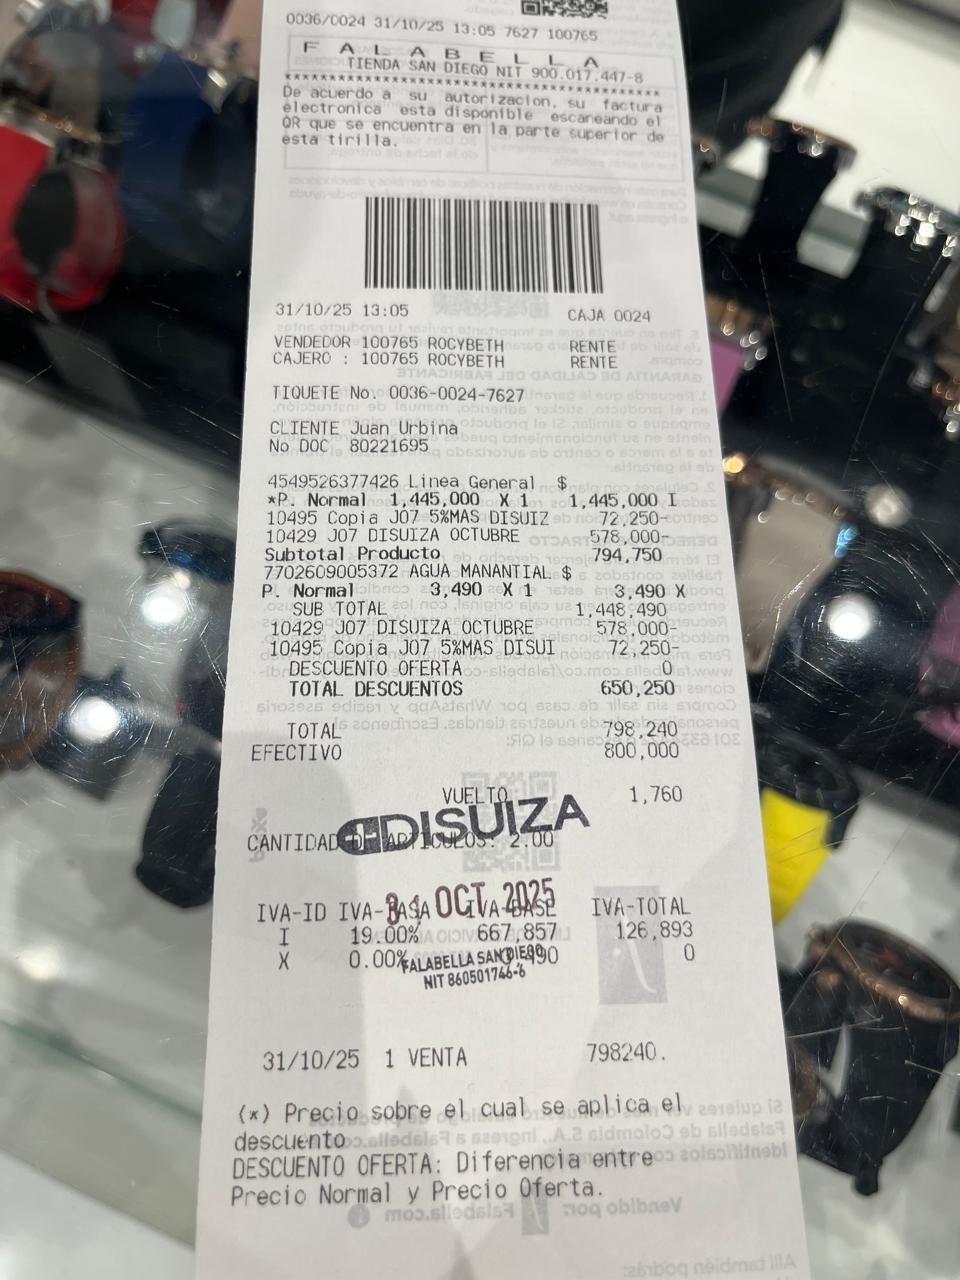 0036/0024 31/10/25 13:05 7627 100765
F A L A B E L L A
TIENDA SAN DIEGO NIT 900.017.447-8
****************************************
De acuerdo a su autorizacion, su factura
electronica esta disponible escaneando el
QR que se encuentra en la parte superior de
esta tirilla.
31/10/25 13:05 CAJA 0024
VENDEDOR 100765 ROCYBETH RENTE
CAJERO : 100765 ROCYBETH RENTE
TIQUETE No. 0036-0024-7627
CLIENTE Juan Urbina
No DOC 80221695
4549526377426 Linea General $
*P. Normal 1,445,000 X 1 1,445,000 I
10495 Copia J07 5%MAS DISUIZ 72,250-
10429 J07 DISUIZA OCTUBRE 578,000-
Subtotal Producto 794,750
7702609005372 AGUA MANANTIAL $
P. Normal 3,490 X 1 3,490 X
SUB TOTAL 1,448,490
10429 J07 DISUIZA OCTUBRE 578,000-
10495 Copia J07 5%MAS DISUI 72,250-
DESCUENTO OFERTA 0
TOTAL DESCUENTOS 650,250
TOTAL 798,240
EFECTIVO 800,000
VUELTO 1,760
DISUIZA
CANTIDAD DE ARTICULOS: 2.00
31 OCT 2025
IVA-ID IVA-TASA IVA-BASE IVA-TOTAL
I 19.00% 667,857 126,893
X 0.00% 3,490 0
FALABELLA SAN DIEGO
NIT 860501746-6
31/10/25 1 VENTA 798240.
(*) Precio sobre el cual se aplica el
descuento
DESCUENTO OFERTA: Diferencia entre
Precio Normal y Precio Oferta.